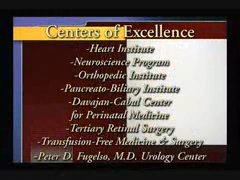 Centers of Excellence
-Heart Institute
-Neuroscience Program
-Orthopedic Institute
-Pancreato-Biliary Institute
-Davajan-Cabal Center
for Perinatal Medicine
-Tertiary Retinal Surgery
-Transfusion-Free Medicine & Surgery
-Peter D. Fugelso, M.D. Urology Center